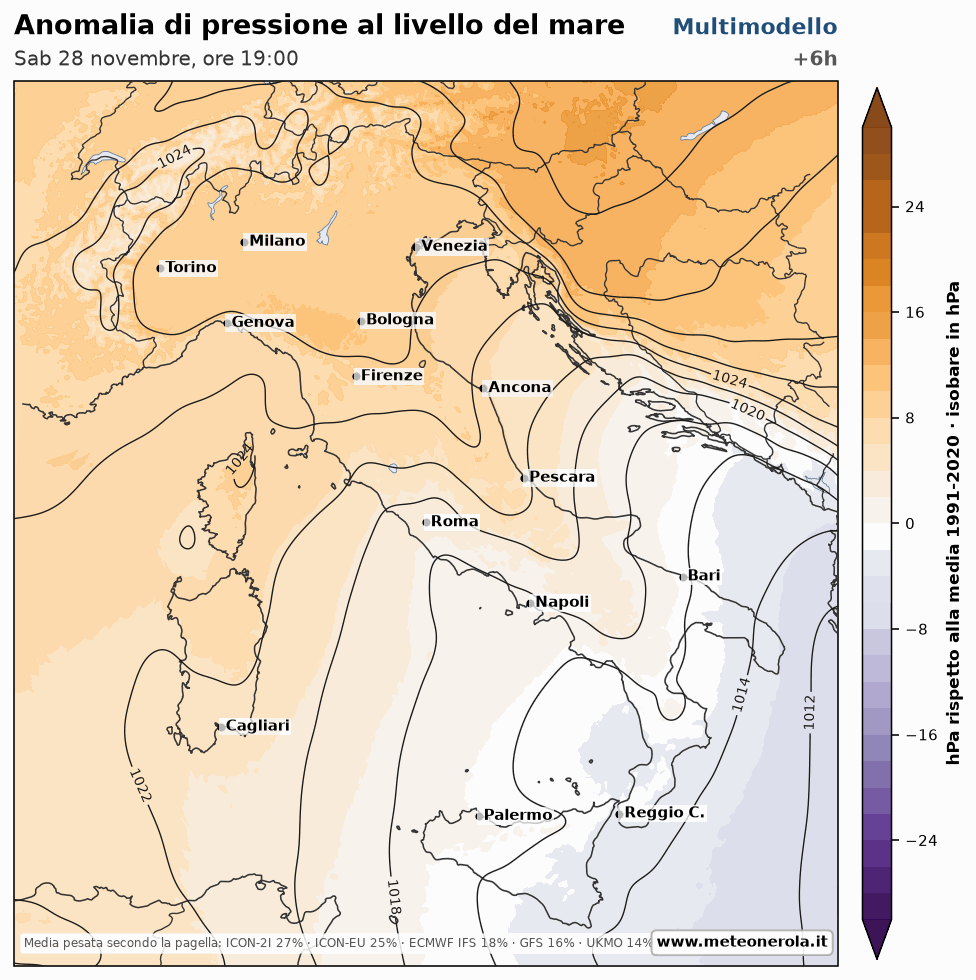 Anomalia di pressione al livello del mare
Multimodello
Sab 28 novembre, ore 19:00
+6h
1024
Milano
Venezia
Torino
Genova
Bologna
Firenze
Ancona
1024
1020
1024
Pescara
Roma
Bari
Napoli
1014
1012
Cagliari
1022
Palermo
Reggio C.
1018
24
16
8
0
−8
−16
−24
hPa rispetto alla media 1991-2020 · isobare in hPa
Media pesata secondo la pagella: ICON-2I 27% · ICON-EU 25% · ECMWF IFS 18% · GFS 16% · UKMO 14%
www.meteonerola.it